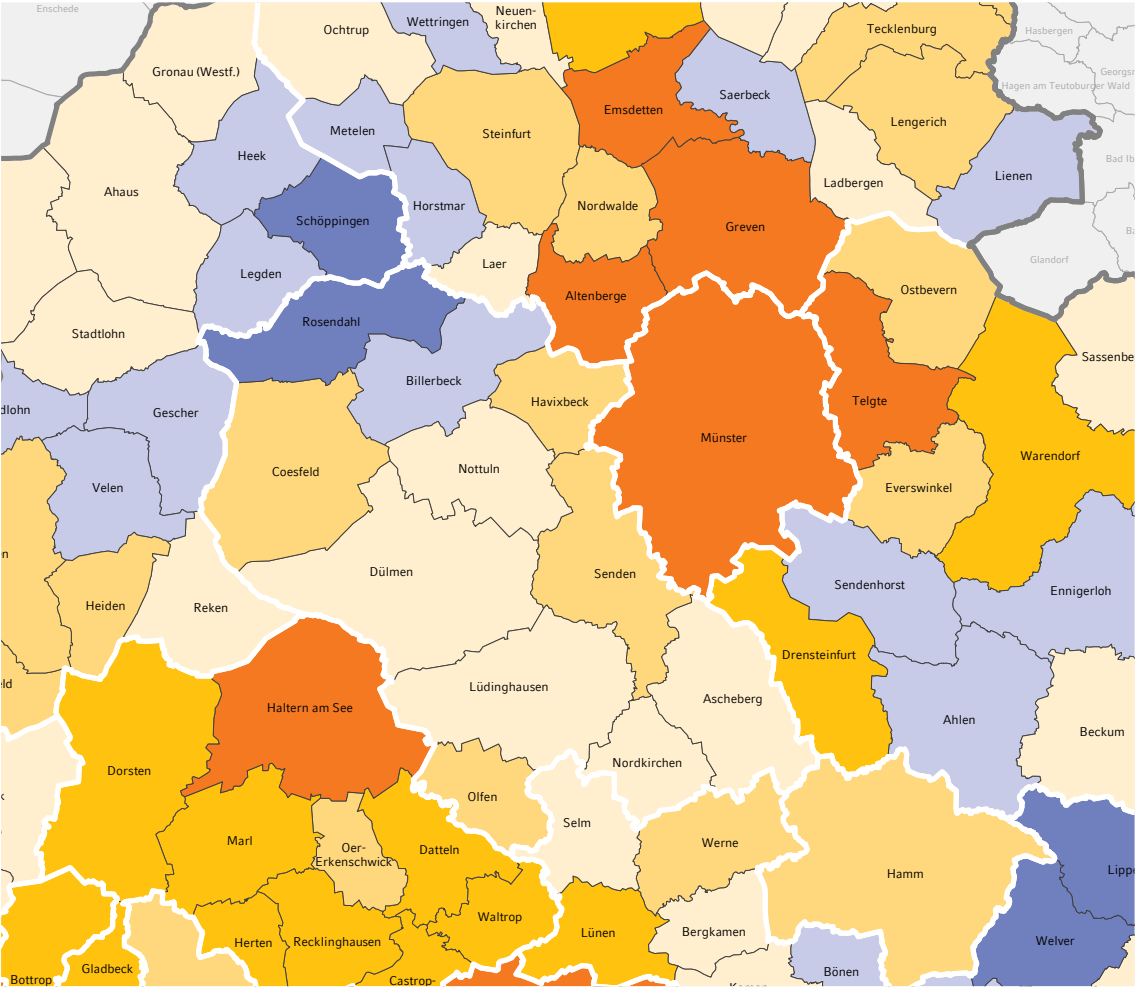 Enschede
Ochtrup
Wettringen
Neuen-
kirchen
Tecklenburg
Hasbergen
Gronau (Westf.)
Hagen am Teutoburger Wald
Saerbeck
Emsdetten
Metelen
Steinfurt
Lengerich
Heek
Lienen
Ahaus
Ladbergen
Horstmar
Nordwalde
Schöppingen
Greven
Glandorf
Laer
Legden
Altenberge
Ostbevern
Rosendahl
Stadtlohn
Sassenbe
Billerbeck
Havixbeck
Telgte
dlohn
Gescher
Münster
Warendorf
Coesfeld
Nottuln
Velen
Everswinkel
Dülmen
Senden
Sendenhorst
Ennigerloh
Heiden
Reken
Drensteinfurt
eld
Lüdinghausen
Ascheberg
Haltern am See
Ahlen
Beckum
Dorsten
Nordkirchen
Olfen
Selm
Marl
Oer-
Erkenschwick
Datteln
Werne
Hamm
Lippe
Waltrop
Lünen
Bergkamen
Herten
Recklinghausen
Welver
Gladbeck
Bönen
Bottrop
Castrop-